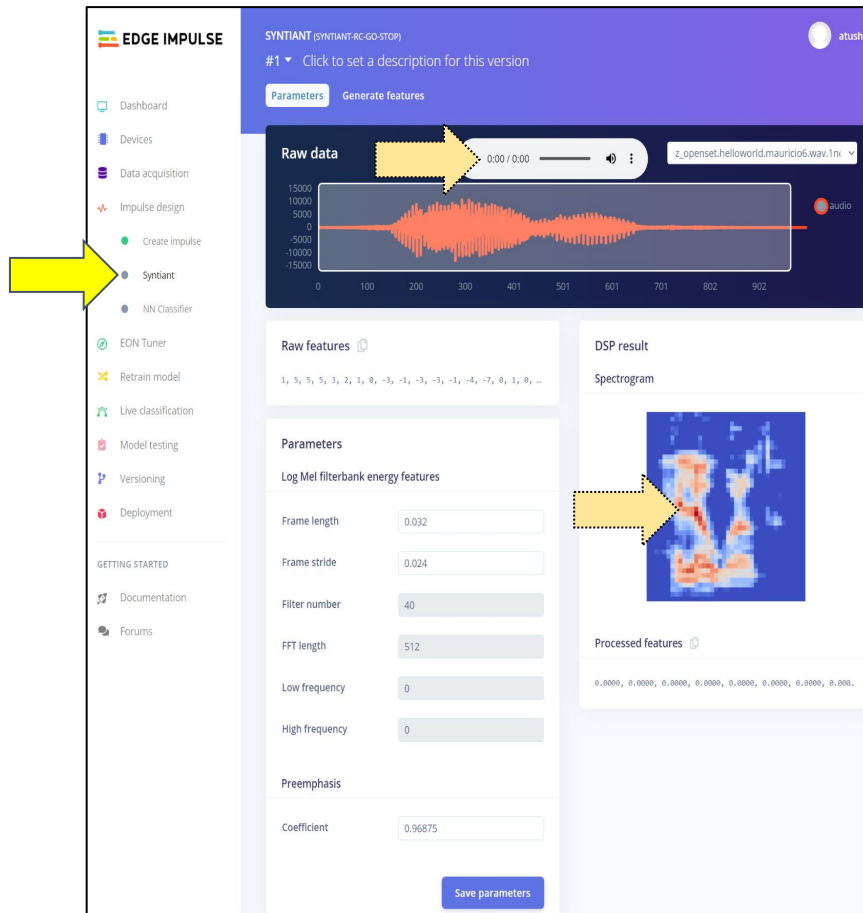 EDGE IMPULSE
Dashboard
Devices
Data acquisition
Impulse design
Create impulse
Syntiant
NN Classifier
EON Tuner
Retrain model
Live classification
Model testing
Versioning
Deployment
GETTING STARTED
Documentation
Forums
SYNTIANT (SYNTIANT-RC-GO-STOP)
atush
#1 Click to set a description for this version
Parameters Generate features
Raw data
0:00 / 0:00
z_openset.helloworld.mauricio6.wav.1n
15000
10000
5000
0
-5000
-10000
-15000
audio
0 100 200 300 401 501 601 701 802 902
Raw features
1, 5, 5, 5, 3, 2, 1, 0, -3, -1, -3, -3, -1, -4, -7, 0, 1, 0, …
Parameters
Log Mel filterbank energy features
Frame length 0.032
Frame stride 0.024
Filter number 40
FFT length 512
Low frequency 0
High frequency 0
Preemphasis
Coefficient 0.96875
Save parameters
DSP result
Spectrogram
Processed features
0.0000, 0.0000, 0.0000, 0.0000, 0.0000, 0.0000, 0.0000, 0.000…